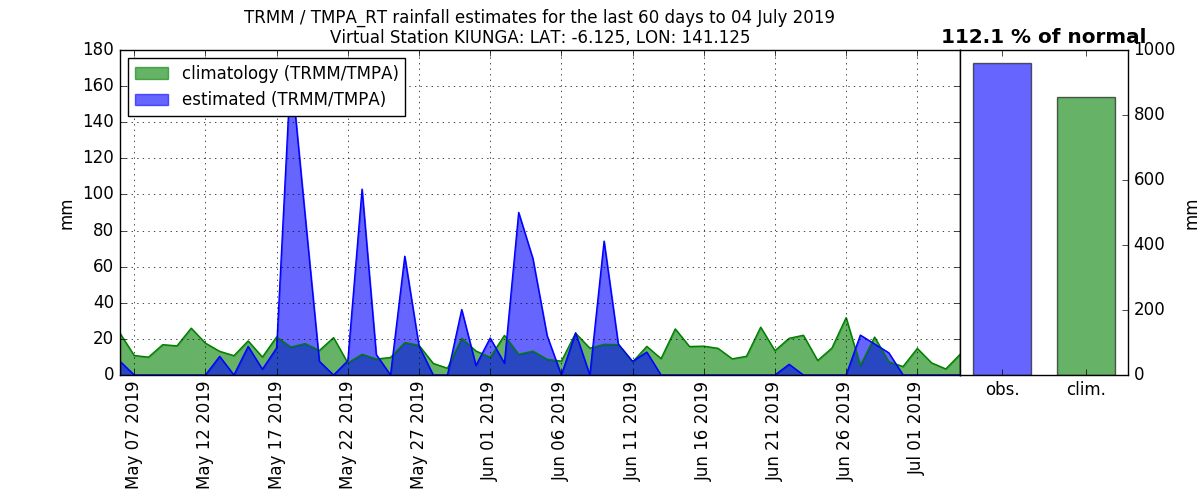 TRMM / TMPA_RT rainfall estimates for the last 60 days to 04 July 2019
Virtual Station KIUNGA: LAT: -6.125, LON: 141.125
112.1 % of normal
climatology (TRMM/TMPA)
estimated (TRMM/TMPA)
mm
180
160
140
120
100
80
60
40
20
0
May 07 2019
May 12 2019
May 17 2019
May 22 2019
May 27 2019
Jun 01 2019
Jun 06 2019
Jun 11 2019
Jun 16 2019
Jun 21 2019
Jun 26 2019
Jul 01 2019
obs.
clim.
1000
800
600
400
200
0
mm